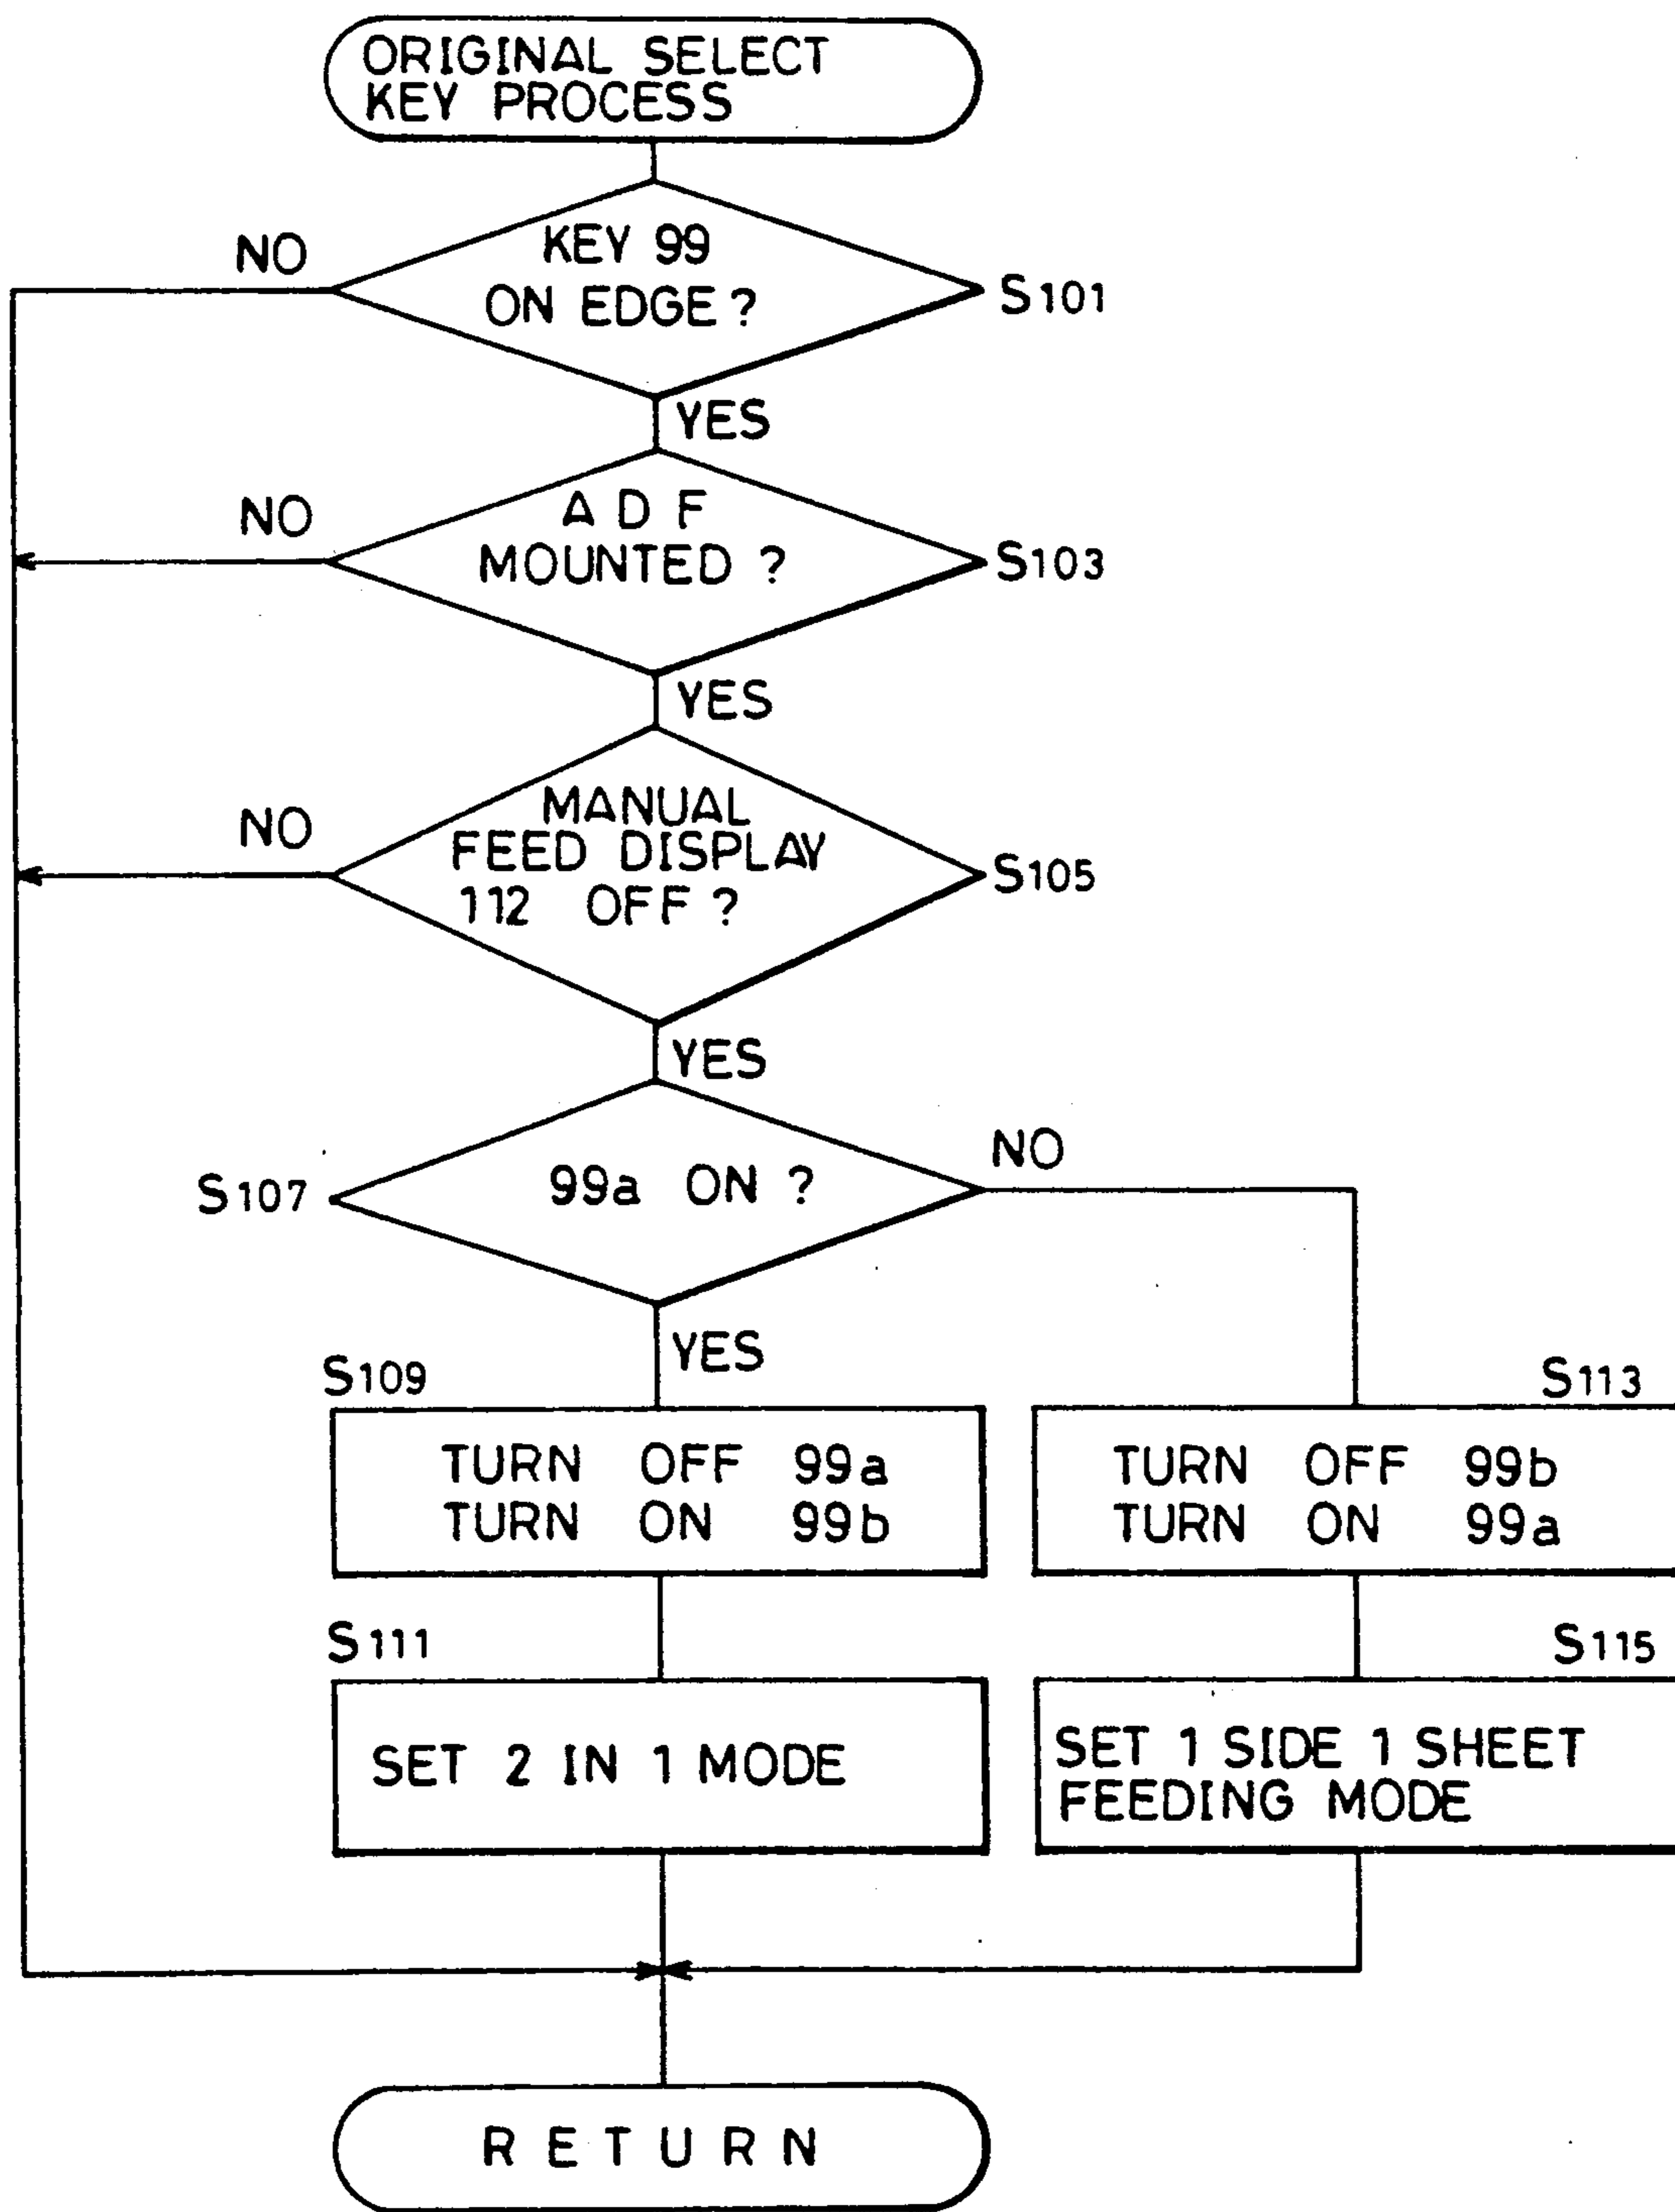 ORIGINAL SELECT
KEY PROCESS
KEY 99
ON EDGE ?
NO
S101
YES
ADF
MOUNTED ?
NO
S103
YES
MANUAL
FEED DISPLAY
112 OFF ?
NO
S105
YES
99a ON ?
S107
NO
YES
S109
TURN OFF 99a
TURN ON 99b
S113
TURN OFF 99b
TURN ON 99a
S111
SET 2 IN 1 MODE
S115
SET 1 SIDE 1 SHEET
FEEDING MODE
RETURN